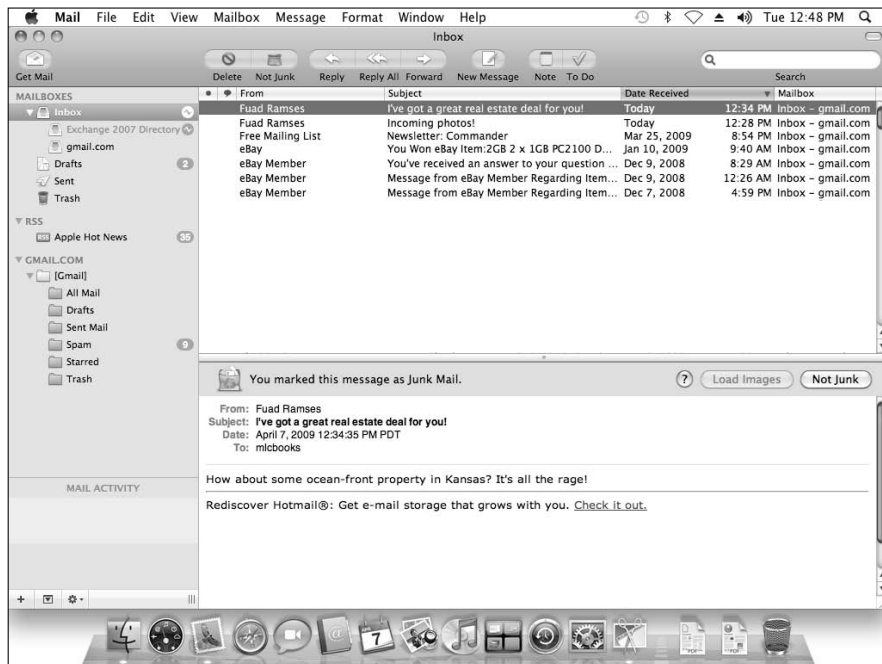 Mail File Edit View Mailbox Message Format Window Help Tue 12:48 PM
Inbox
Get Mail Delete Not Junk Reply Reply All Forward New Message Note To Do Search
MAILBOXES
Inbox
Exchange 2007 Directory
gmail.com
Drafts 2
Sent
Trash
RSS
RSS Apple Hot News 35
GMAIL.COM
[Gmail]
All Mail
Drafts
Sent Mail
Spam 9
Starred
Trash
MAIL ACTIVITY
From Subject Date Received Mailbox
Fuad Ramses I've got a great real estate deal for you! Today 12:34 PM Inbox – gmail.com
Fuad Ramses Incoming photos! Today 12:28 PM Inbox – gmail.com
Free Mailing List Newsletter: Commander Mar 25, 2009 8:54 PM Inbox – gmail.com
eBay You Won eBay Item:2GB 2 x 1GB PC2100 D... Jan 10, 2009 9:40 AM Inbox – gmail.com
eBay Member You've received an answer to your question ... Dec 9, 2008 8:29 AM Inbox – gmail.com
eBay Member Message from eBay Member Regarding Item... Dec 9, 2008 12:26 AM Inbox – gmail.com
eBay Member Message from eBay Member Regarding Item... Dec 7, 2008 4:59 PM Inbox – gmail.com
You marked this message as Junk Mail. ? Load Images Not Junk
From: Fuad Ramses
Subject: I've got a great real estate deal for you!
Date: April 7, 2009 12:34:35 PM PDT
To: mlcbooks
How about some ocean-front property in Kansas? It's all the rage!
Rediscover Hotmail®: Get e-mail storage that grows with you. Check it out.
7
PDF PDF